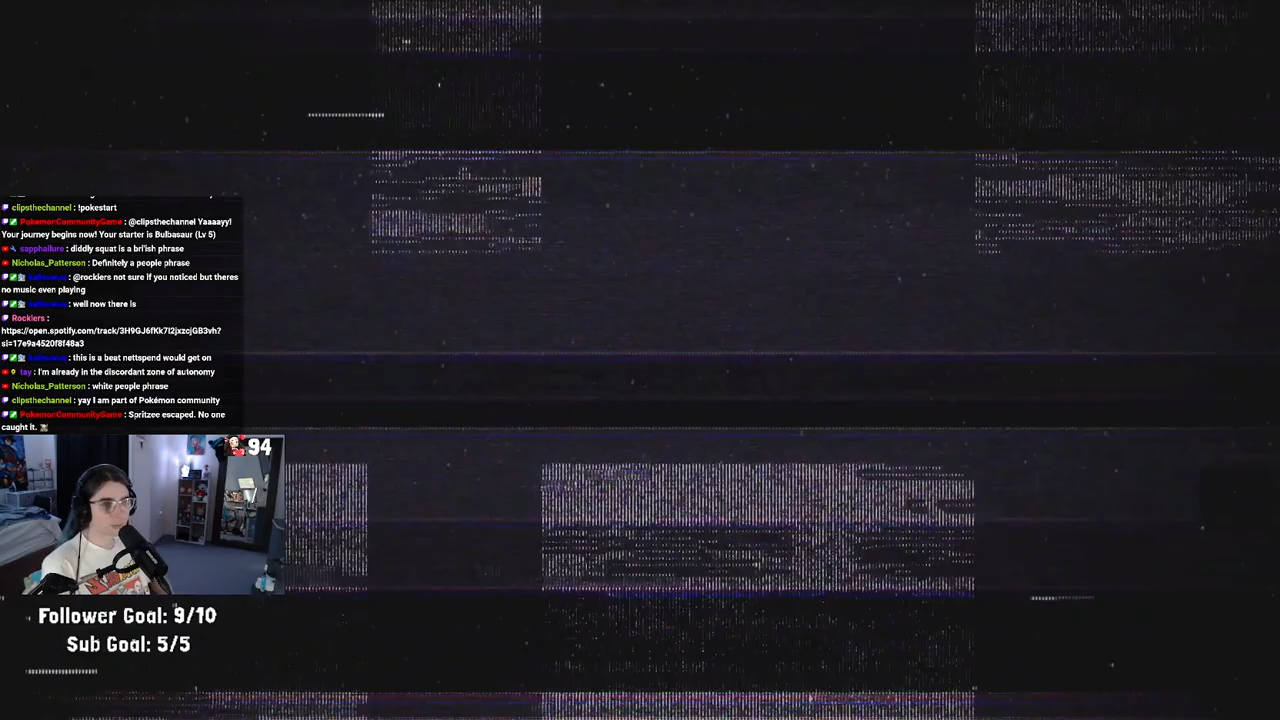 clipsthechannel : !pokestart
PokemonCommunityGame : @clipsthechannel Yaaaayy!
Your journey begins now! Your starter is Bulbasaur (Lv 5)
sapphailure : diddly squat is a bri'ish phrase
Nicholas_Patterson : Definitely a people phrase
: @rocklers not sure if you noticed but theres
no music even playing
: well now there is
Rocklers :
https://open.spotify.com/track/3H9GJ6fKk7I2jxzcjGB3vh?
si=17e9a4520f8f48a3
: this is a beat nettspend would get on
tay : I'm already in the discordant zone of autonomy
Nicholas_Patterson : white people phrase
clipsthechannel : yay I am part of Pokémon community
PokemonCommunityGame : Spritzee escaped. No one
caught it.
94
Follower Goal: 9/10
Sub Goal: 5/5